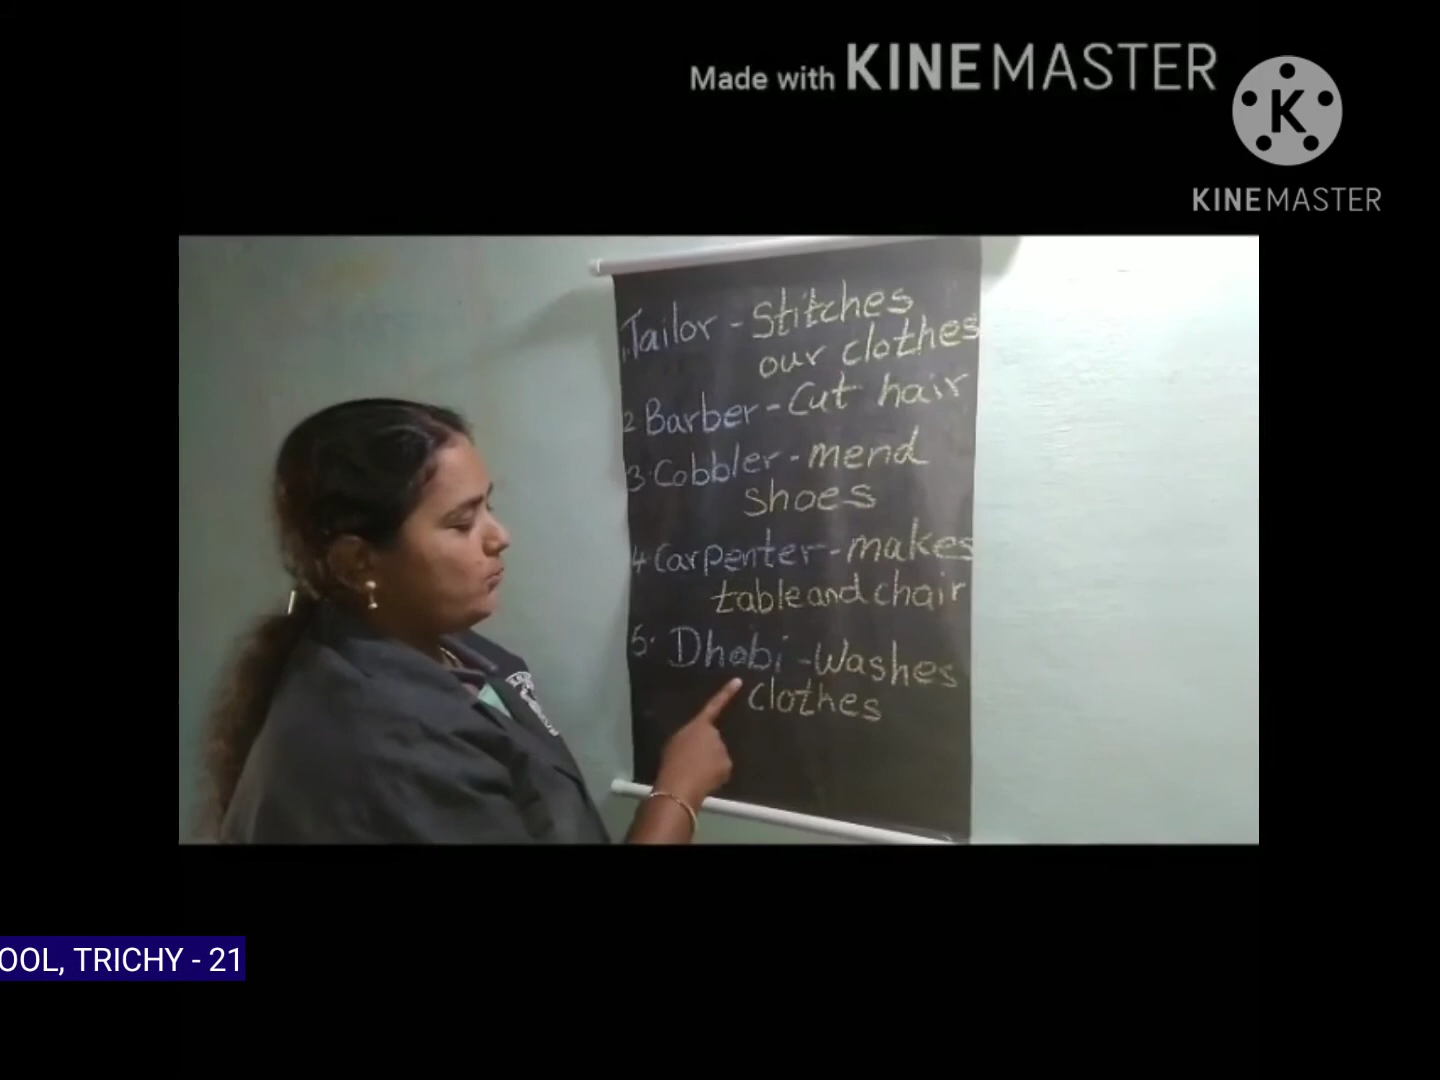 Made with KINEMASTER
K
KINEMASTER
1. Tailor - Stitches
our clothes
2 Barber - Cut hair
3. Cobbler - mend
shoes
4 Carpenter - makes
table and chair
5. Dhobi - Washes
clothes
OOL, TRICHY - 21